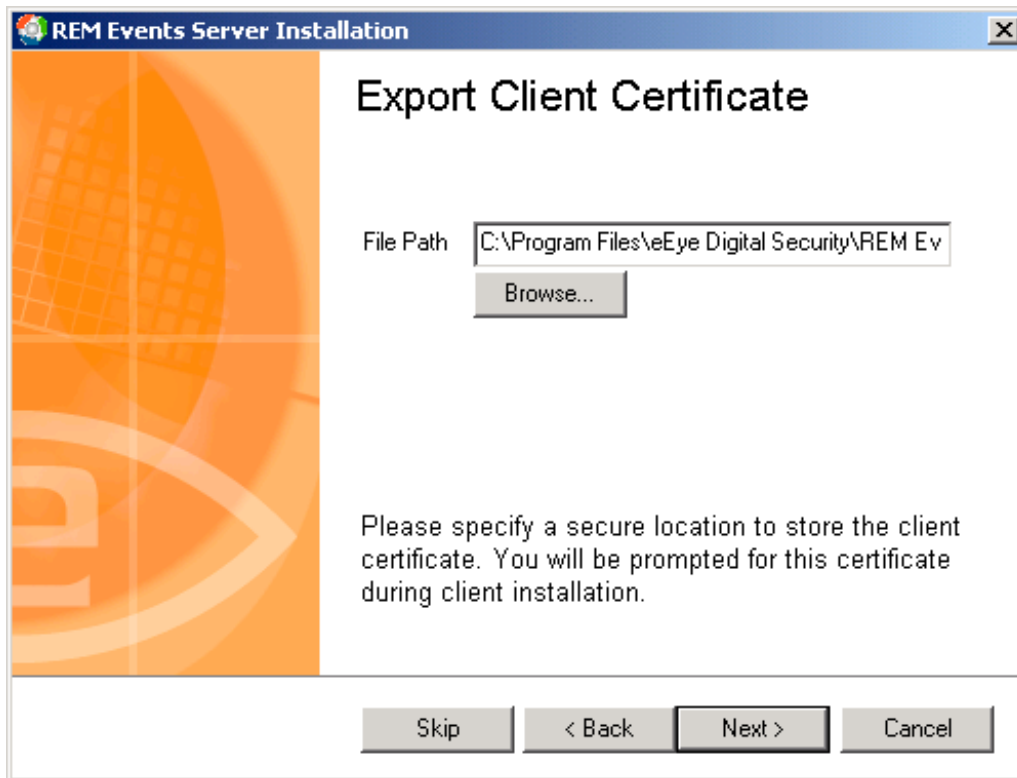 REM Events Server Installation
Export Client Certificate
File Path
C:\Program Files\eEye Digital Security\REM Ev
Browse...
Please specify a secure location to store the client
certificate. You will be prompted for this certificate
during client installation.
Skip
< Back
Next >
Cancel